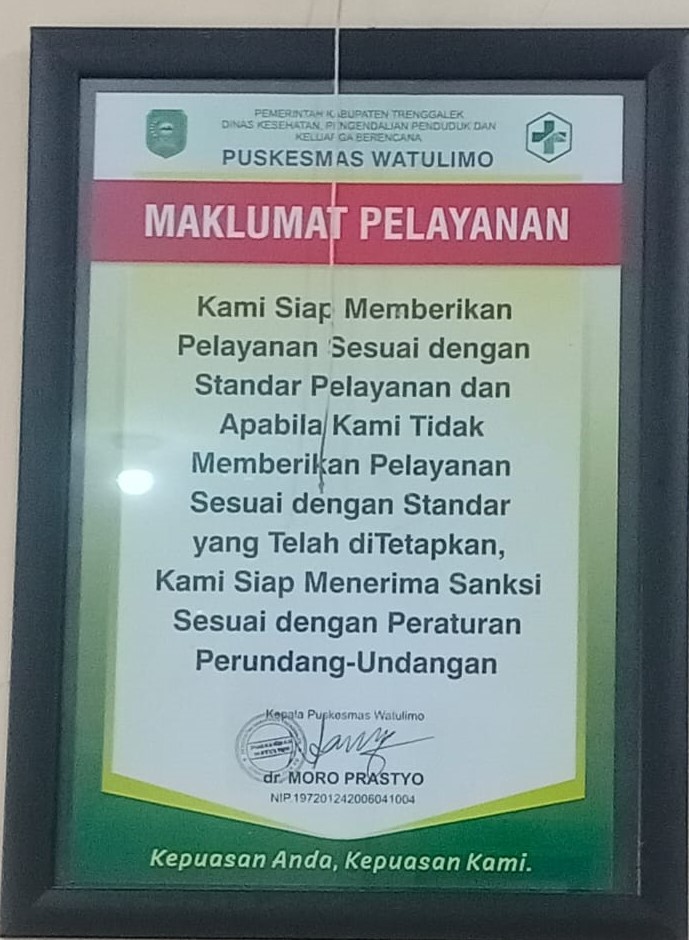 PEMERINTAH KABUPATEN TRENGGALEK
DINAS KESEHATAN, PENGENDALIAN PENDUDUK DAN
KELUARGA BERENCANA
PUSKESMAS WATULIMO
MAKLUMAT PELAYANAN
Kami Siap Memberikan
Pelayanan Sesuai dengan
Standar Pelayanan dan
Apabila Kami Tidak
Memberikan Pelayanan
Sesuai dengan Standar
yang Telah diTetapkan,
Kami Siap Menerima Sanksi
Sesuai dengan Peraturan
Perundang-Undangan
Kepala Puskesmas Watulimo
dr. MORO PRASTYO
NIP.197201242006041004
Kepuasan Anda, Kepuasan Kami.